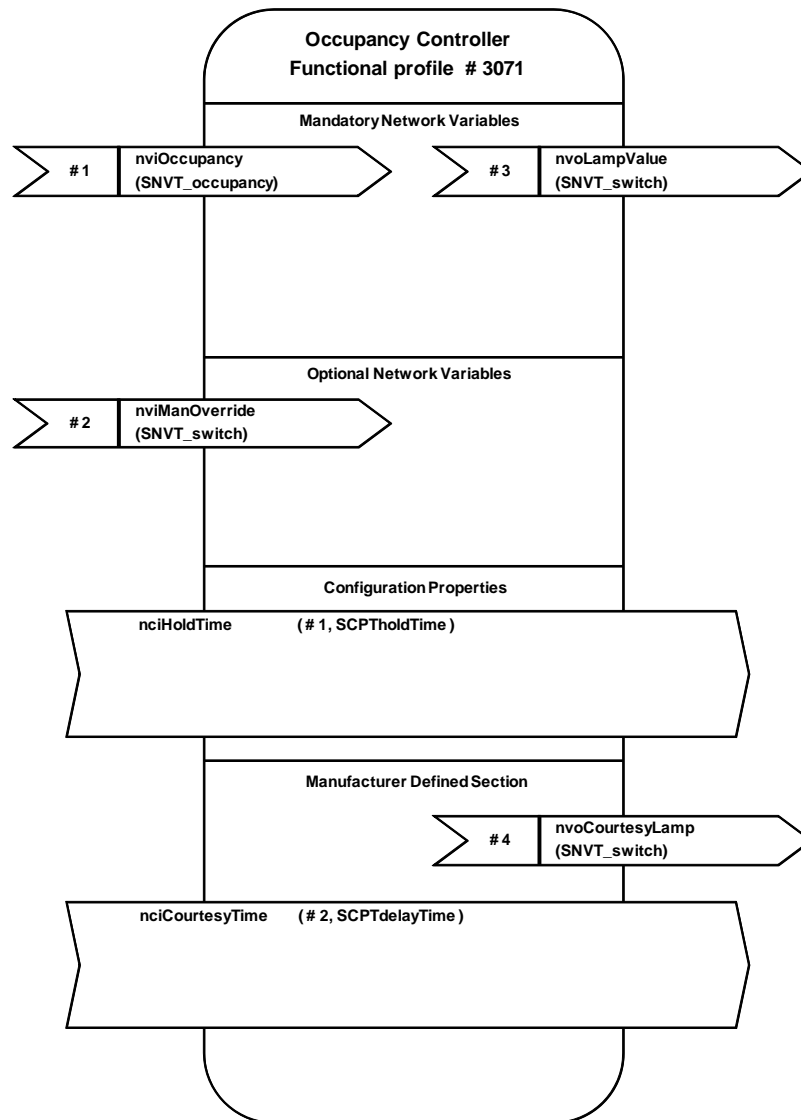 Occupancy Controller
Functional profile # 3071
Mandatory Network Variables
# 1
nviOccupancy
(SNVT_occupancy)
# 3
nvoLampValue
(SNVT_switch)
Optional Network Variables
# 2
nviManOverride
(SNVT_switch)
Configuration Properties
nciHoldTime (# 1, SCPTholdTime)
Manufacturer Defined Section
# 4
nvoCourtesyLamp
(SNVT_switch)
nciCourtesyTime (# 2, SCPTdelayTime)